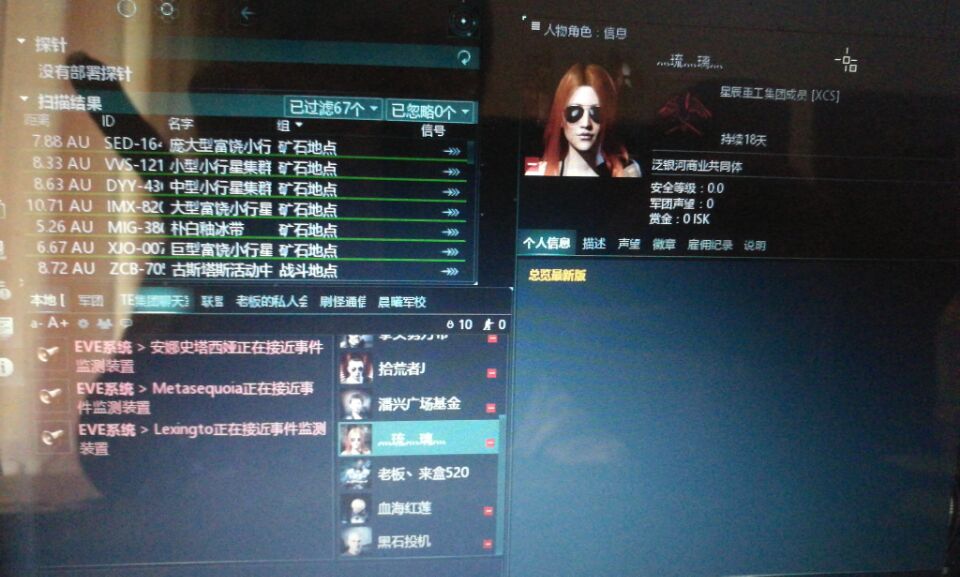 探针
没有部署探针
扫描结果
已过滤67个
已忽略0个
距离 ID 名字 组 信号
7.88 AU SED-16 庞大型富饶小行 矿石地点
8.33 AU VVS-121 小型小行星集群 矿石地点
8.63 AU DYY-43 中型小行星集群 矿石地点
10.71 AU IMX-82 大型富饶小行星 矿石地点
5.26 AU MIG-38 朴白釉冰带 矿石地点
6.67 AU XJO-007 巨型富饶小行星 矿石地点
8.72 AU ZCB-70 古斯塔斯活动中 战斗地点
本地 [ 军团 TE集团聊天 联盟 老板的私人会 刷怪通信 晨曦军校
a- A+
10 0
EVE系统 > 安娜史塔西娅正在接近事件
监测装置
EVE系统 > Metasequoia正在接近事
件监测装置
EVE系统 > Lexingto正在接近事件监测
装置
拾荒者J
潘兴广场基金
灬琉灬璃灬
老板丶来盒520
血海红莲
黑石投机
人物角色：信息
灬琉灬璃灬
星辰重工集团成员 [XCS]
持续18天
泛银河商业共同体
安全等级：0.0
军团声望：0
赏金：0 ISK
个人信息 描述 声望 徽章 雇佣纪录 说明
总览最新版